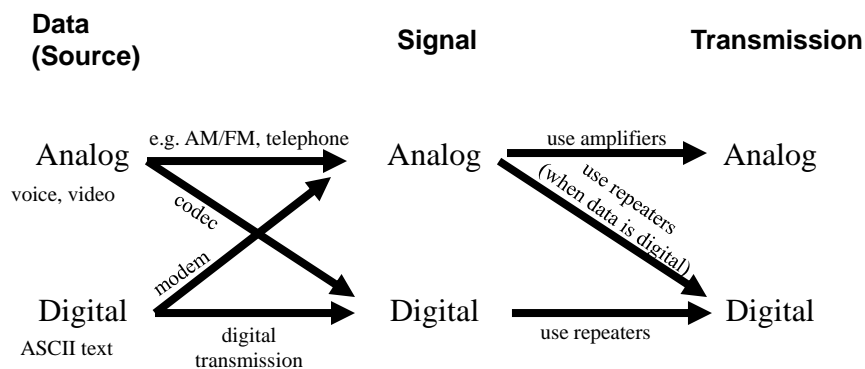 Data
(Source)
Signal
Transmission
e.g. AM/FM, telephone
use amplifiers
Analog
Analog
Analog
voice, video
codec
use repeaters
(when data is digital)
modem
Digital
Digital
Digital
ASCII text
digital
transmission
use repeaters